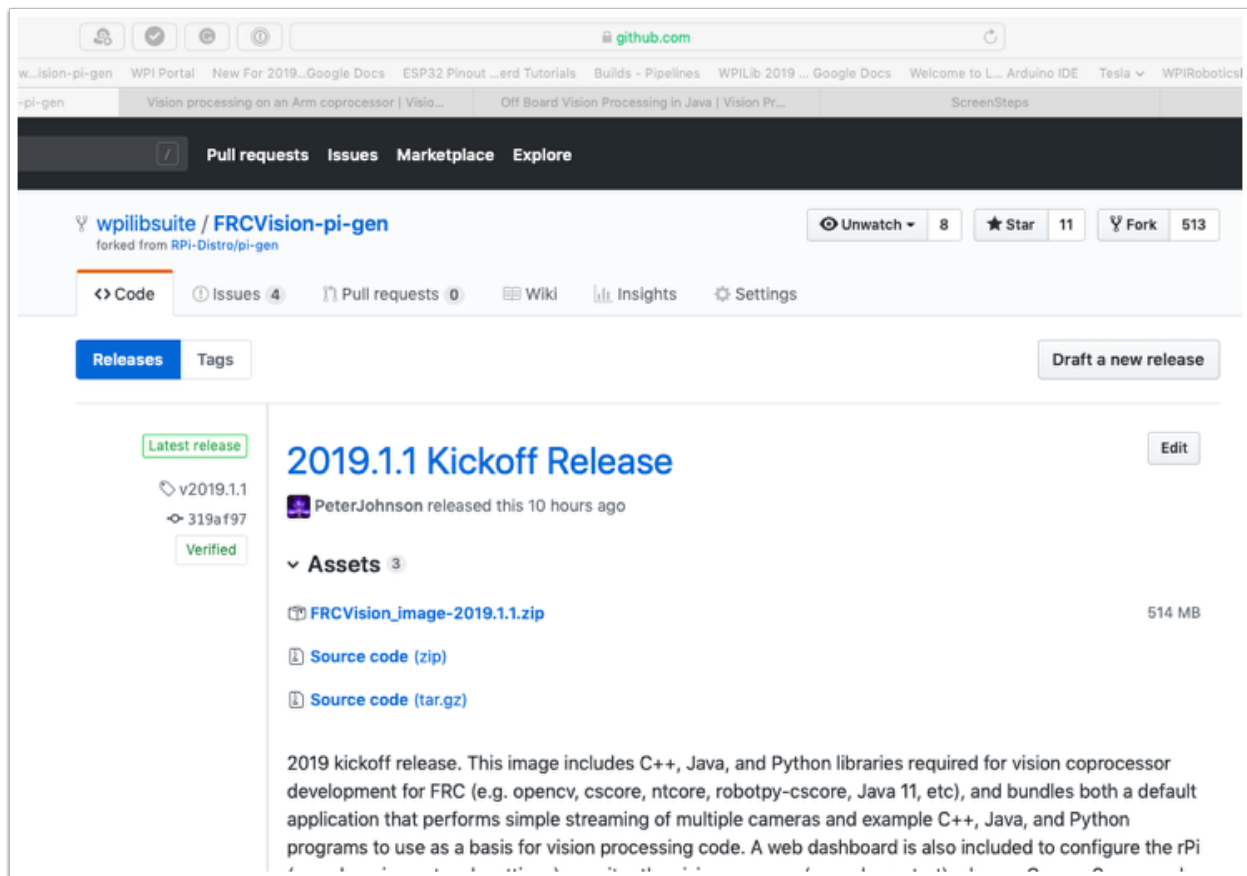 github.com
w...ision-pi-gen WPI Portal New For 2019...Google Docs ESP32 Pinout ...erd Tutorials Builds - Pipelines WPILib 2019 ... Google Docs Welcome to L... Arduino IDE Tesla WPIRobotics
-pi-gen Vision processing on an Arm coprocessor | Visio... Off Board Vision Processing in Java | Vision Pr... ScreenSteps
/ Pull requests Issues Marketplace Explore
wpilibsuite / FRCVision-pi-gen Unwatch 8 Star 11 Fork 513
forked from RPi-Distro/pi-gen
Code Issues 4 Pull requests 0 Wiki Insights Settings
Releases Tags Draft a new release
Latest release
2019.1.1 Kickoff Release Edit
v2019.1.1
PeterJohnson released this 10 hours ago
319af97
Verified
Assets 3
FRCVision_image-2019.1.1.zip 514 MB
Source code (zip)
Source code (tar.gz)
2019 kickoff release. This image includes C++, Java, and Python libraries required for vision coprocessor
development for FRC (e.g. opencv, cscore, ntcore, robotpy-cscore, Java 11, etc), and bundles both a default
application that performs simple streaming of multiple cameras and example C++, Java, and Python
programs to use as a basis for vision processing code. A web dashboard is also included to configure the rPi